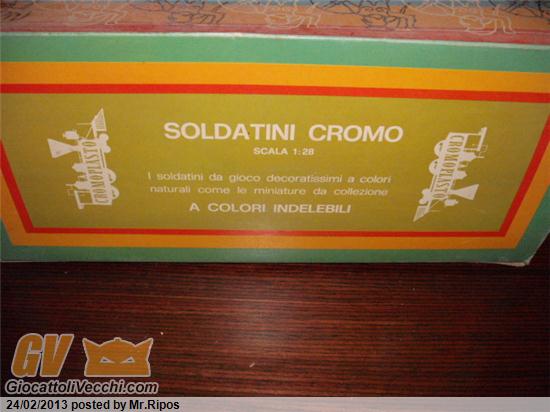 SOLDATINI CROMO
SCALA 1:28
I soldatini da gioco decoratissimi a colori
naturali come le miniature da collezione
A COLORI INDELEBILI
CROMOPLASTO
CROMOPLASTO
GV
GiocattoliVecchi.com
24/02/2013 posted by Mr.Ripos